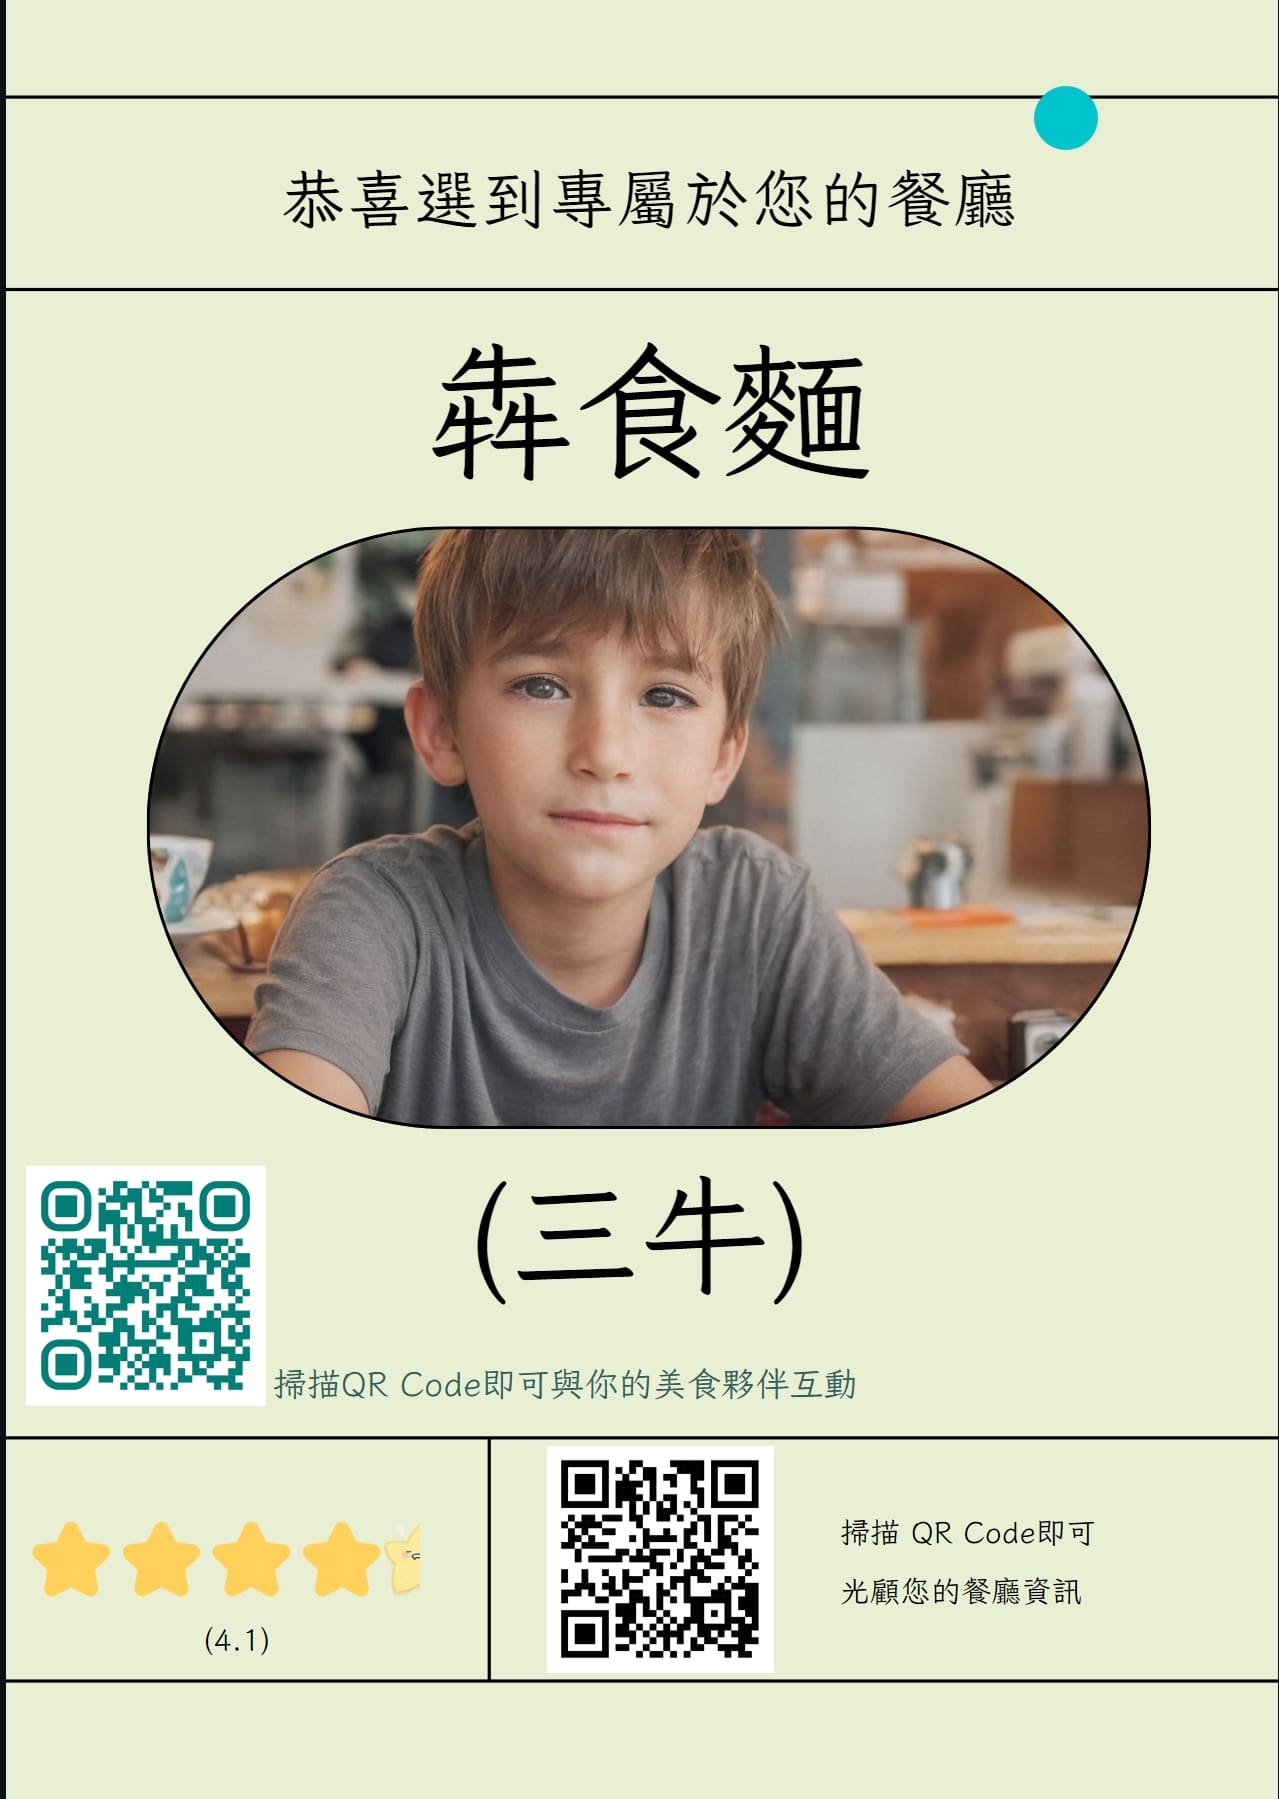 恭喜選到專屬於您的餐廳
犇食麵
(三牛)
掃描QR Code即可與你的美食夥伴互動
(4.1)
掃描 QR Code即可
光顧您的餐廳資訊